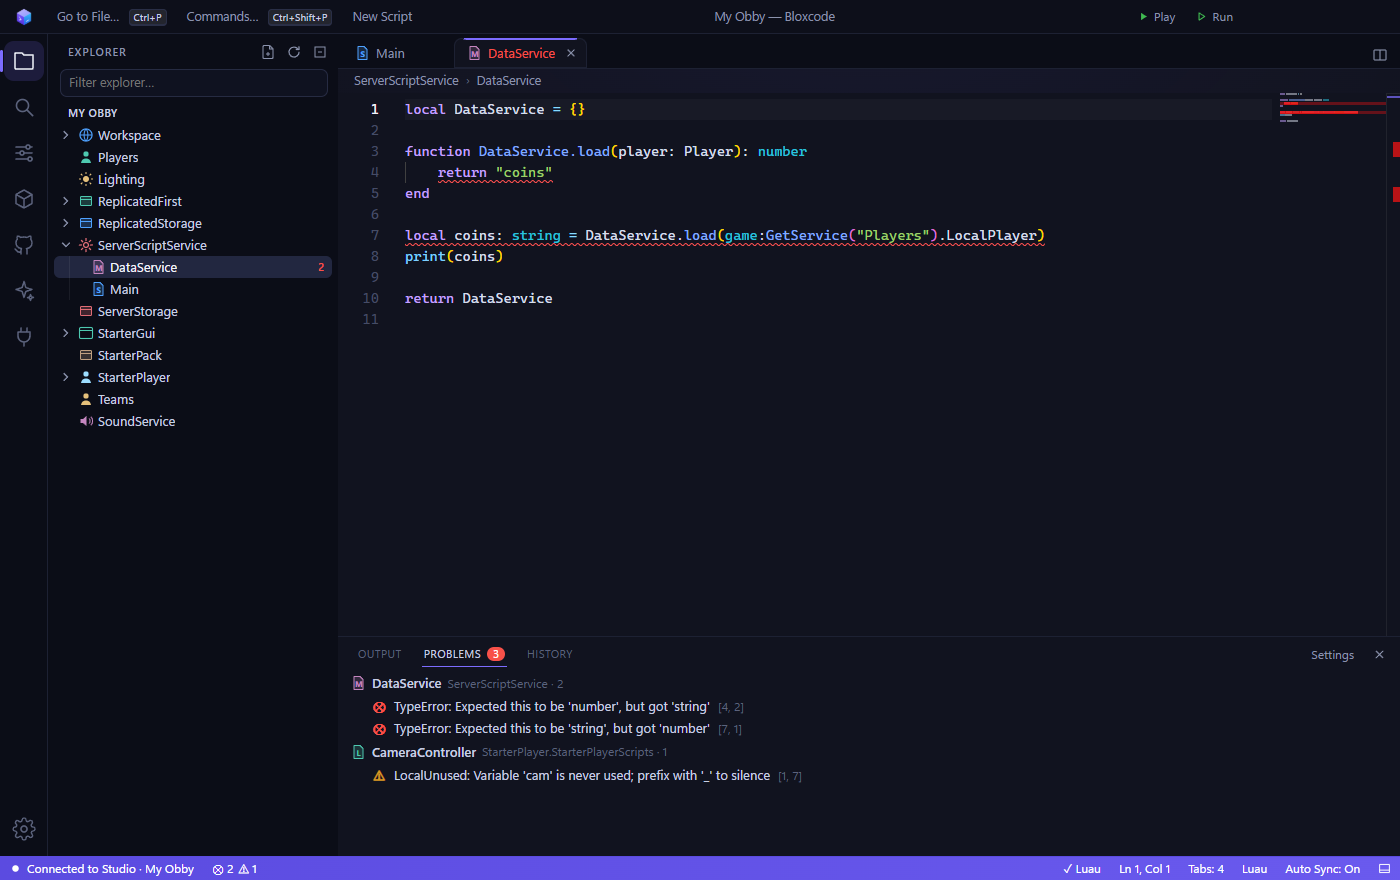 Go to File... Ctrl+P Commands... Ctrl+Shift+P New Script My Obby — Bloxcode Play Run
EXPLORER
Filter explorer...
MY OBBY
Workspace
Players
Lighting
ReplicatedFirst
ReplicatedStorage
ServerScriptService
DataService 2
Main
ServerStorage
StarterGui
StarterPack
StarterPlayer
Teams
SoundService
Main DataService
ServerScriptService › DataService
1 local DataService = {}
2
3 function DataService.load(player: Player): number
4 return "coins"
5 end
6
7 local coins: string = DataService.load(game:GetService("Players").LocalPlayer)
8 print(coins)
9
10 return DataService
11
OUTPUT PROBLEMS 3 HISTORY Settings
DataService ServerScriptService · 2
TypeError: Expected this to be 'number', but got 'string' [4, 2]
TypeError: Expected this to be 'string', but got 'number' [7, 1]
CameraController StarterPlayer.StarterPlayerScripts · 1
LocalUnused: Variable 'cam' is never used; prefix with '_' to silence [1, 7]
Connected to Studio · My Obby 2 1 ✓ Luau Ln 1, Col 1 Tabs: 4 Luau Auto Sync: On